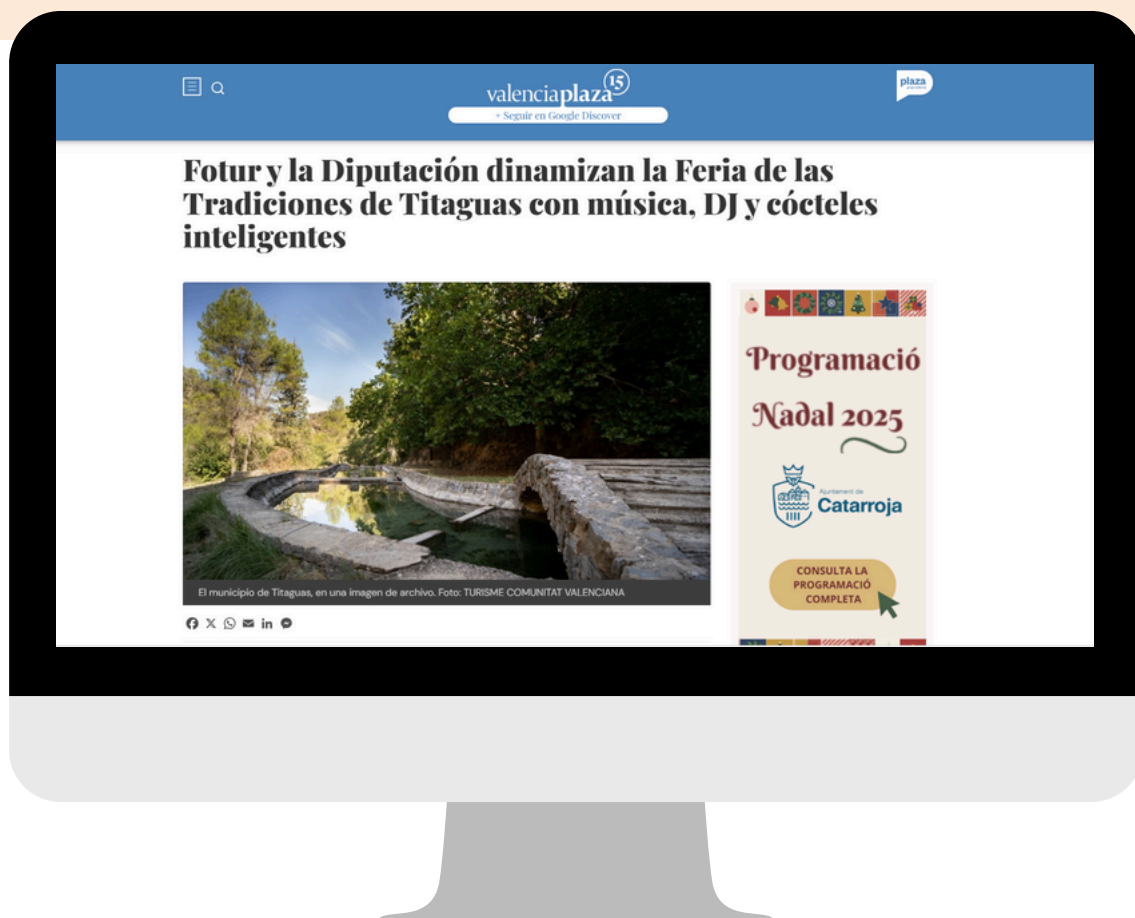 valenciaplaza 15
+ Seguir en Google Discover
plaza
Fotur y la Diputación dinamizan la Feria de las
Tradiciones de Titaguas con música, DJ y cócteles
inteligentes
El municipio de Titaguas, en una imagen de archivo. Foto: TURISME COMUNITAT VALENCIANA
Programació
Nadal 2025
Ajuntament de
Catarroja
CONSULTA LA
PROGRAMACIÓ
COMPLETA